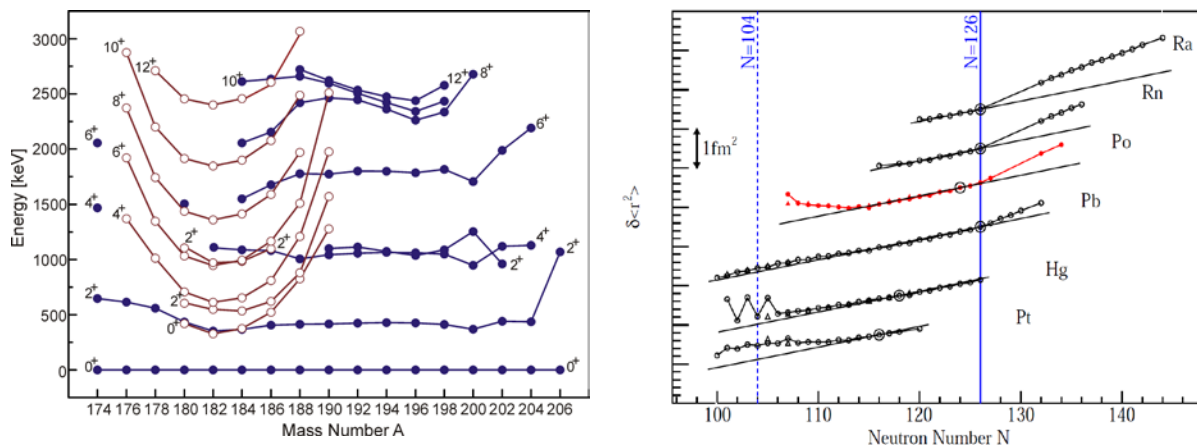 3000
2500
2000
1500
1000
500
0
Energy [keV]
10⁺
12⁺
8⁺
6⁺
6⁺
4⁺
4⁺
2⁺
2⁺
2⁺
2⁺
0⁺
0⁺
10⁺
12⁺
8⁺
6⁺
4⁺
2⁺
2⁺
0⁺
174 176 178 180 182 184 186 188 190 192 194 196 198 200 202 204 206
Mass Number A
N=104
N=126
1fm²
δ<r²>
Ra
Rn
Po
Pb
Hg
Pt
100 110 120 130 140
Neutron Number N